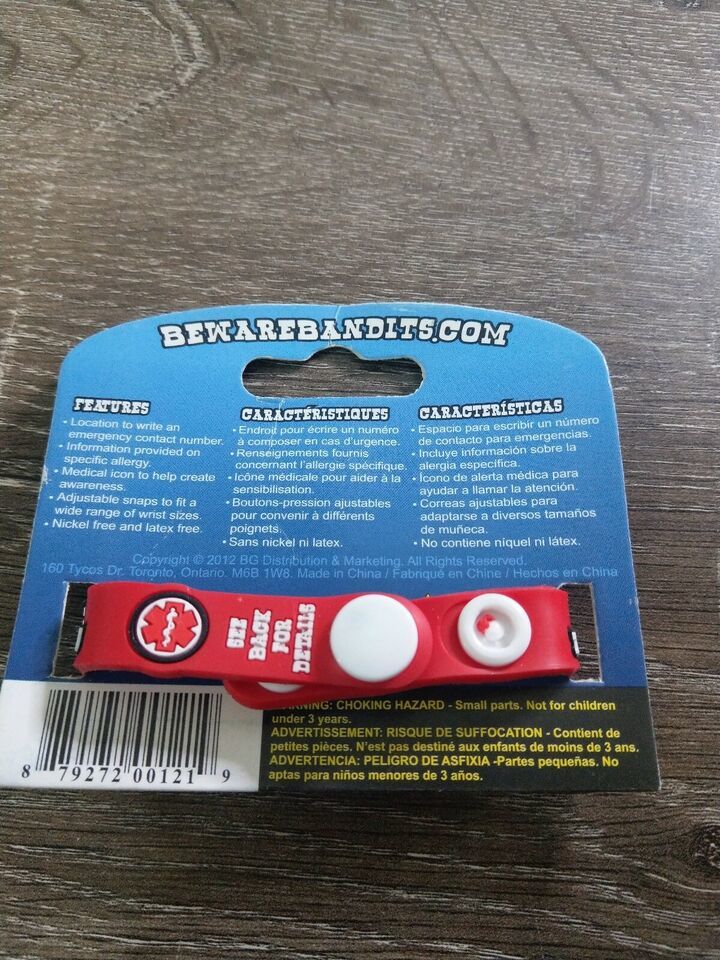 BEWAREBANDITS.COM
FEATURES
• Location to write an
emergency contact number.
• Information provided on
specific allergy.
• Medical icon to help create
awareness.
• Adjustable snaps to fit a
wide range of wrist sizes.
• Nickel free and latex free.
CARACTÉRISTIQUES
• Endroit pour écrire un numéro
à composer en cas d'urgence.
• Renseignements fournis
concernant l'allergie spécifique.
• Icône médicale pour aider à la
sensibilisation.
• Boutons-pression ajustables
pour convenir à différents
poignets.
• Sans nickel ni latex.
CARACTERÍSTICAS
• Espacio para escribir un número
de contacto para emergencias.
• Incluye información sobre la
alergia específica.
• Ícono de alerta médica para
ayudar a llamar la atención.
• Correas ajustables para
adaptarse a diversos tamaños
de muñeca.
• No contiene níquel ni látex.
Copyright © 2012 BG Distribution & Marketing. All Rights Reserved.
160 Tycos Dr. Toronto, Ontario. M6B 1W8. Made in China / Fabriqué en Chine / Hechos en China
SEE
BACK
FOR
DETAILS
WARNING: CHOKING HAZARD - Small parts. Not for children
under 3 years.
ADVERTISSEMENT: RISQUE DE SUFFOCATION - Contient de
petites pièces. N'est pas destiné aux enfants de moins de 3 ans.
ADVERTENCIA: PELIGRO DE ASFIXIA -Partes pequeñas. No
aptas para niños menores de 3 años.
8 79272 00121 9